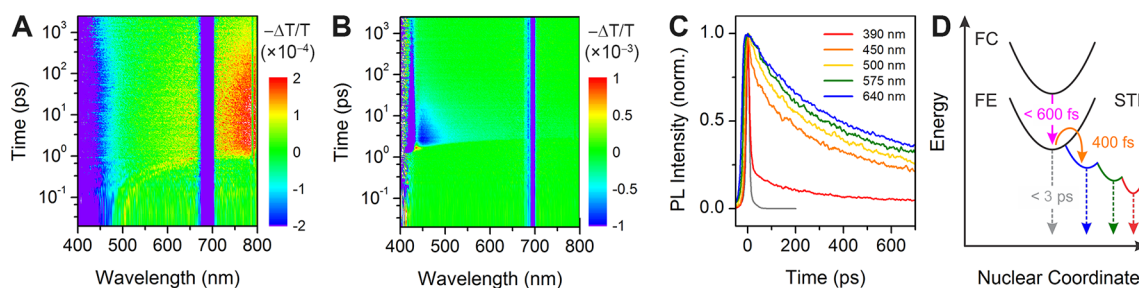 A
−ΔT/T
(×10⁻⁴)
Time (ps)
10³
10²
10¹
10⁰
10⁻¹
2
1
0
-1
-2
400 500 600 700 800
Wavelength (nm)
B
−ΔT/T
(×10⁻³)
Time (ps)
10³
10²
10¹
10⁰
10⁻¹
1
0.5
0
-0.5
-1
400 500 600 700 800
Wavelength (nm)
C
PL Intensity (norm.)
1.0
0.5
0.0
390 nm
450 nm
500 nm
575 nm
640 nm
0 200 400 600
Time (ps)
D
Energy
FC
FE
< 600 fs
400 fs
< 3 ps
Nuclear Coordinate